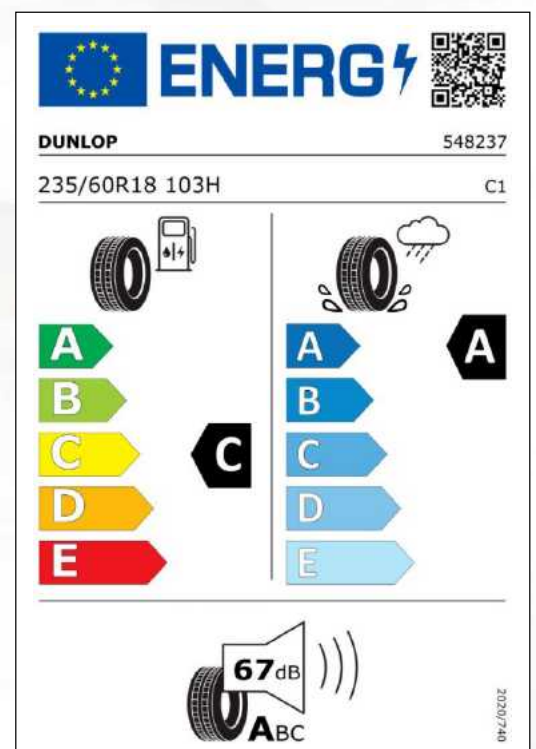 ENERG
DUNLOP 548237
235/60R18 103H C1
A A A
B B
C C C
D D
E E
67dB
ABC
2020/740